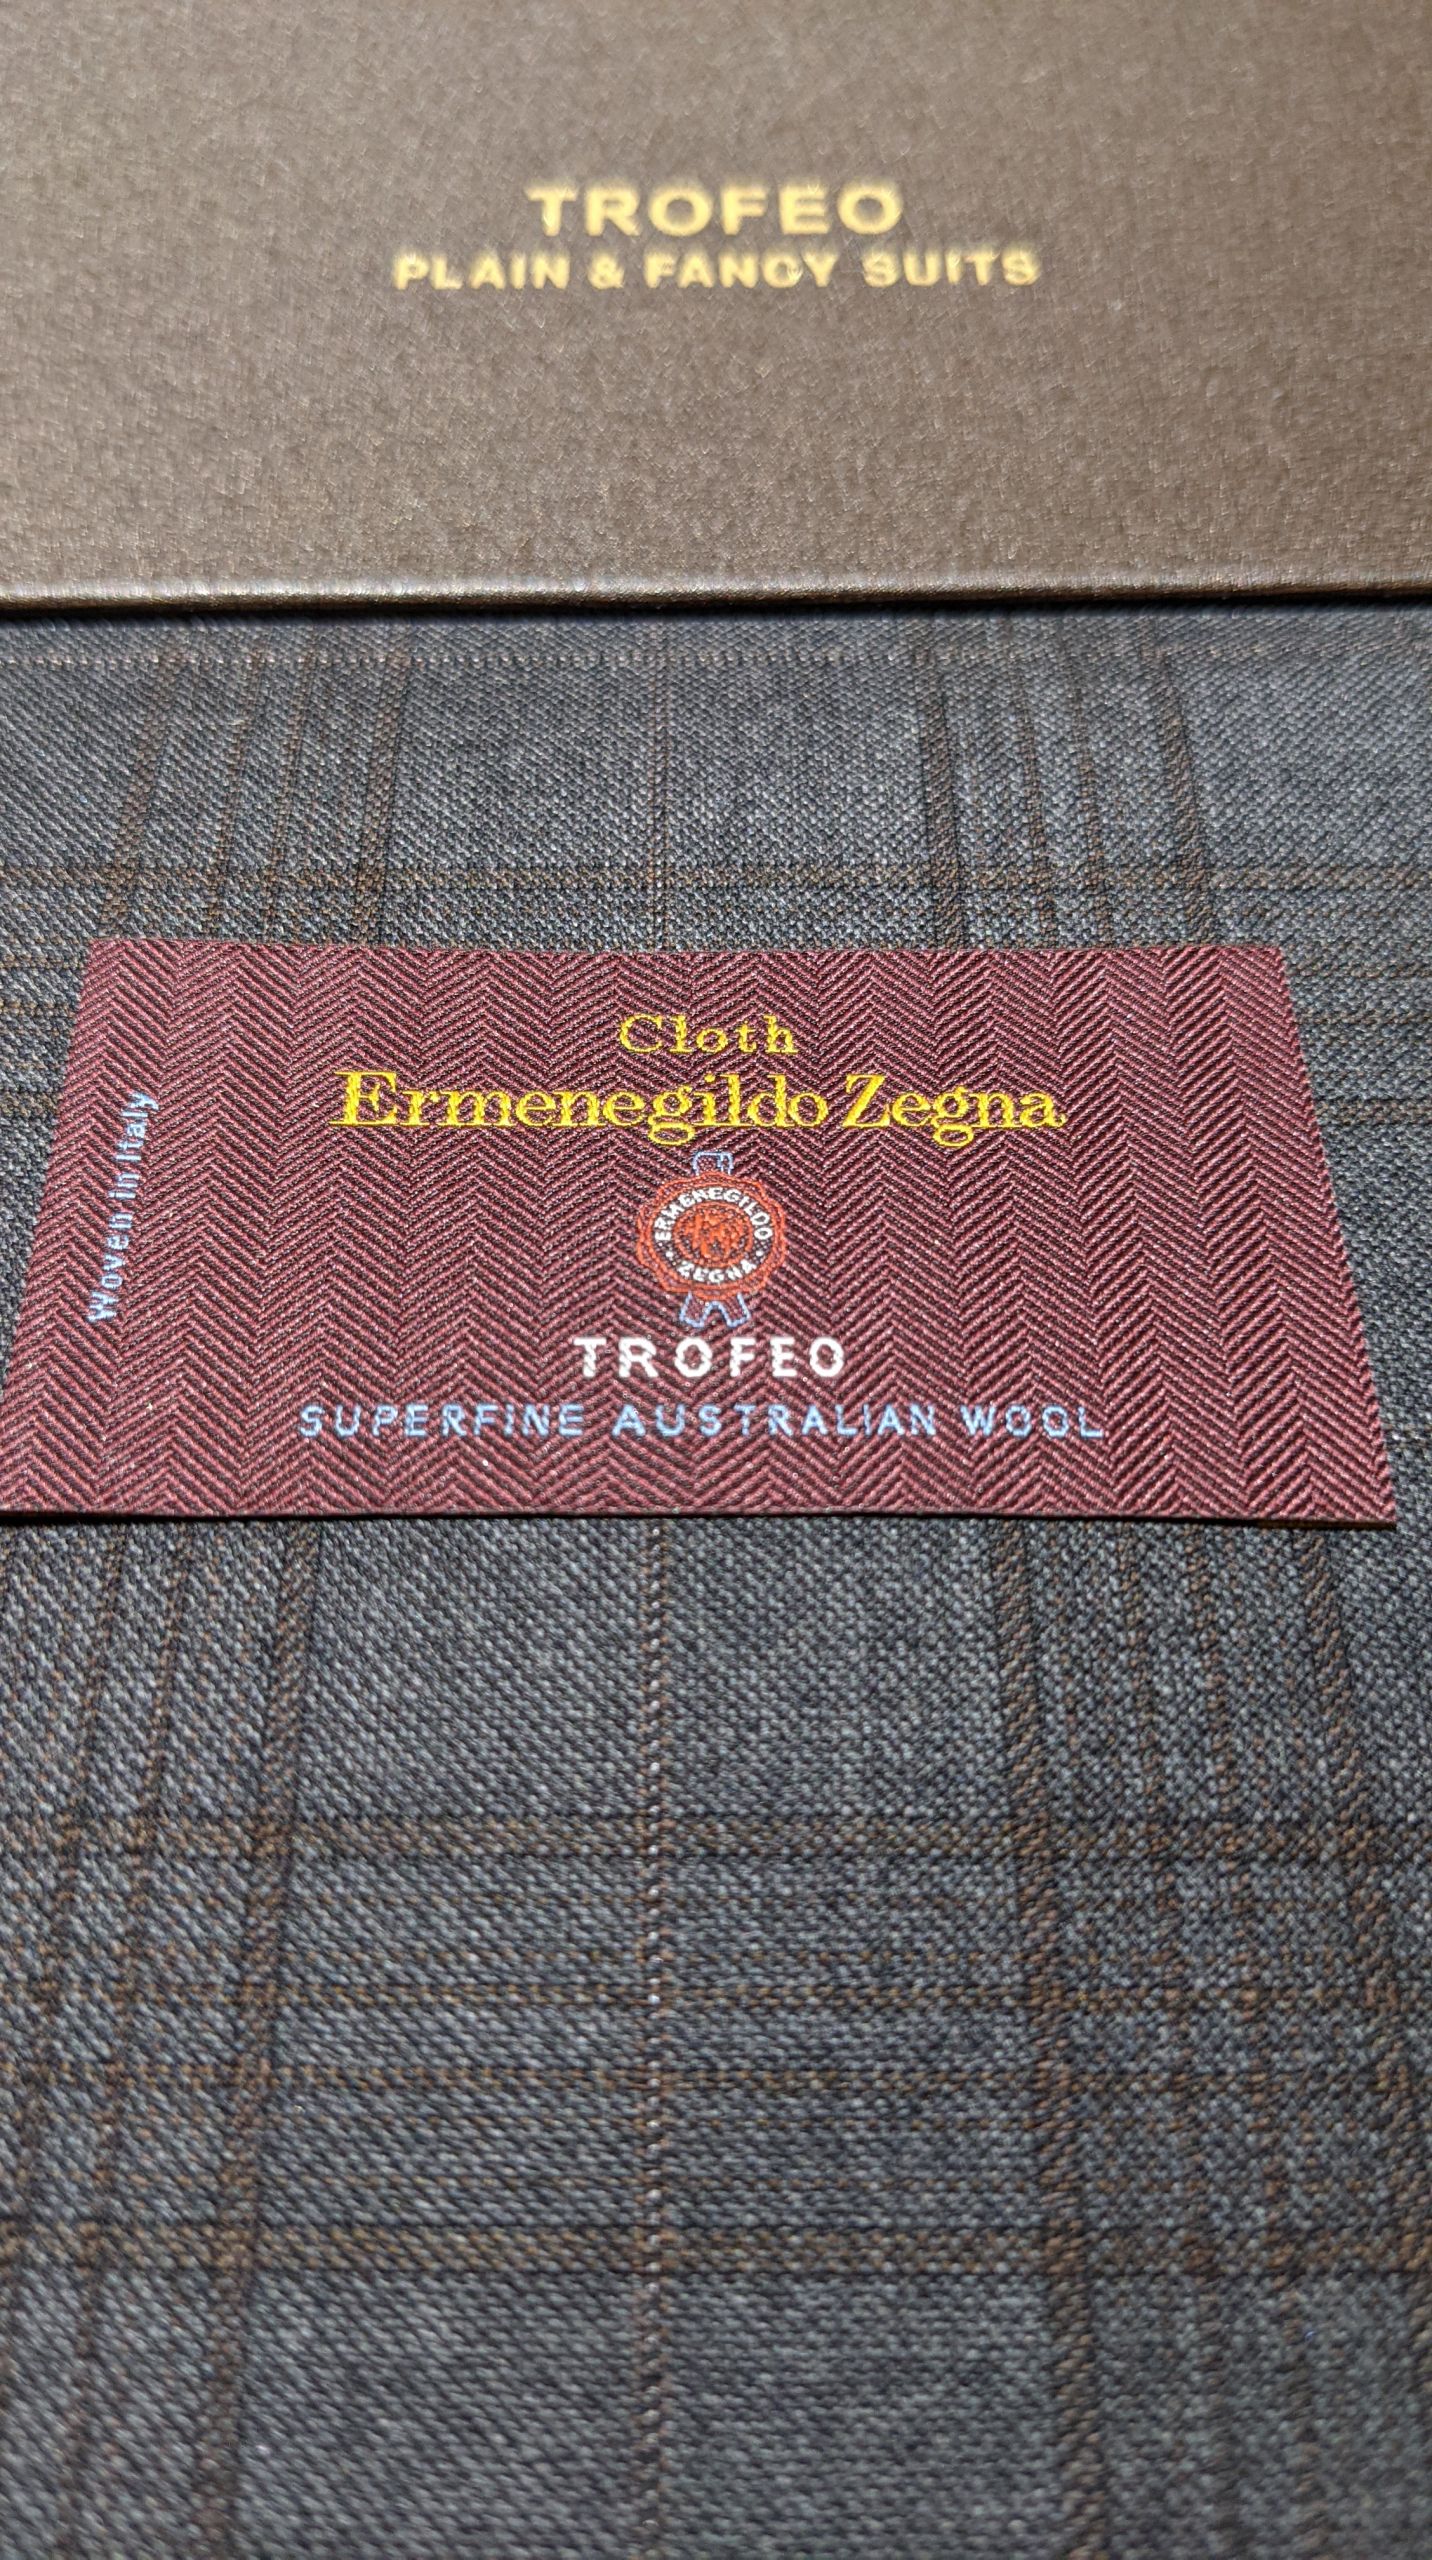 TROFEO
PLAIN & FANCY SUITS
Cloth
Ermenegildo Zegna
Woven in Italy
ERMENEGILDO
ZEGNA
TROFEO
SUPERFINE AUSTRALIAN WOOL